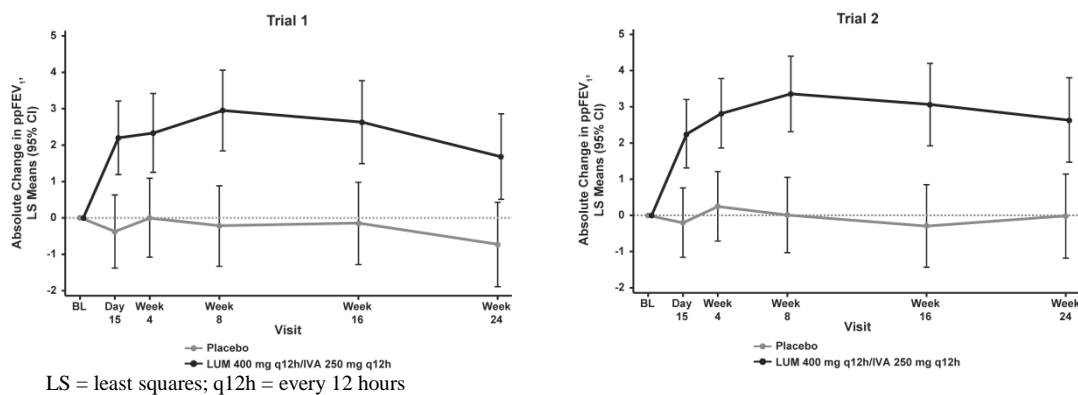 Trial 1
Absolute Change in ppFEV₁,
LS Means (95% CI)
5
4
3
2
1
0
-1
-2
BL
Day
15
Week
4
Week
8
Week
16
Week
24
Visit
Placebo
LUM 400 mg q12h/IVA 250 mg q12h
Trial 2
Absolute Change in ppFEV₁,
LS Means (95% CI)
5
4
3
2
1
0
-1
-2
BL
Day
15
Week
4
Week
8
Week
16
Week
24
Visit
Placebo
LUM 400 mg q12h/IVA 250 mg q12h
LS = least squares; q12h = every 12 hours